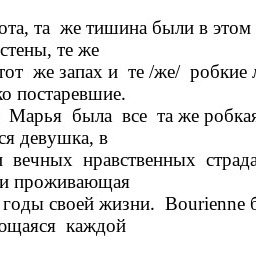 ота, та же тишина были в этом
стены, те же
тот же запах и те /же/ робкие
ко постаревшие.
Марья была все та же робкая
ся девушка, в
вечных нравственных страда
и проживающая
годы своей жизни. Bourienne
ющаяся каждой